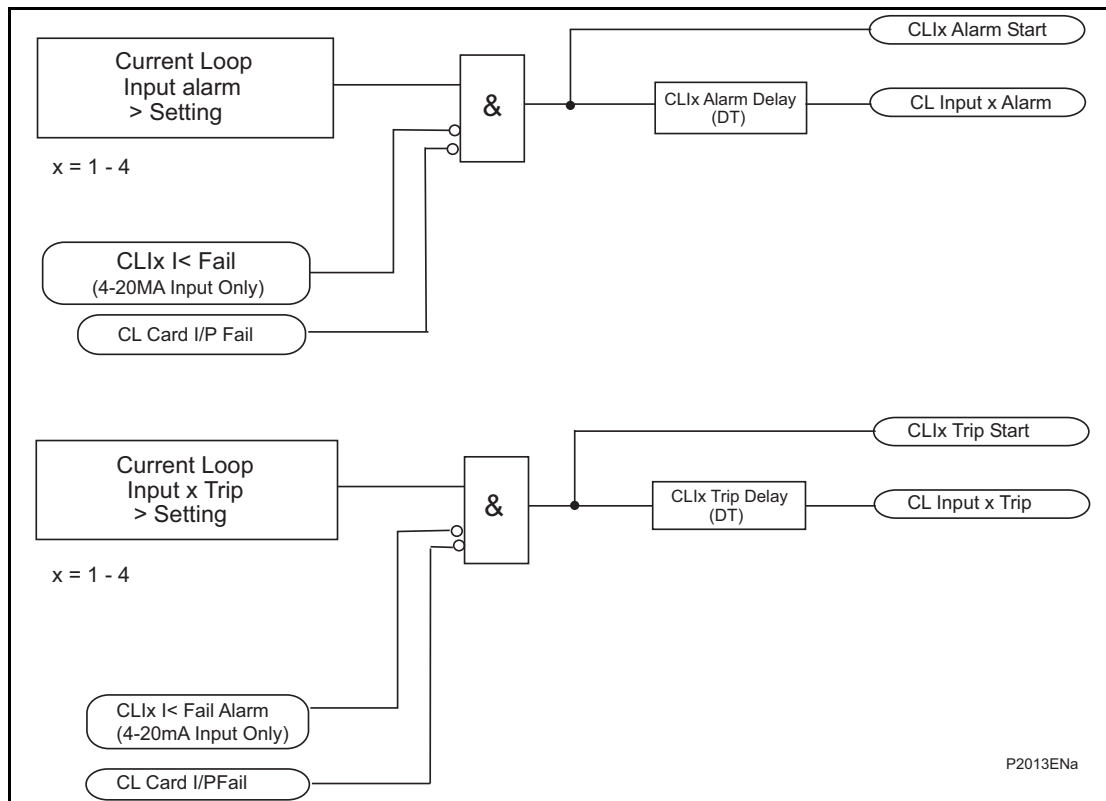 Current Loop
Input alarm
> Setting
x = 1 - 4
CLIx I< Fail
(4-20MA Input Only)
CL Card I/P Fail
&
CLIx Alarm Start
CLIx Alarm Delay
(DT)
CL Input x Alarm
Current Loop
Input x Trip
> Setting
x = 1 - 4
CLIx I< Fail Alarm
(4-20mA Input Only)
CL Card I/PFail
&
CLIx Trip Start
CLIx Trip Delay
(DT)
CL Input x Trip
P2013ENa